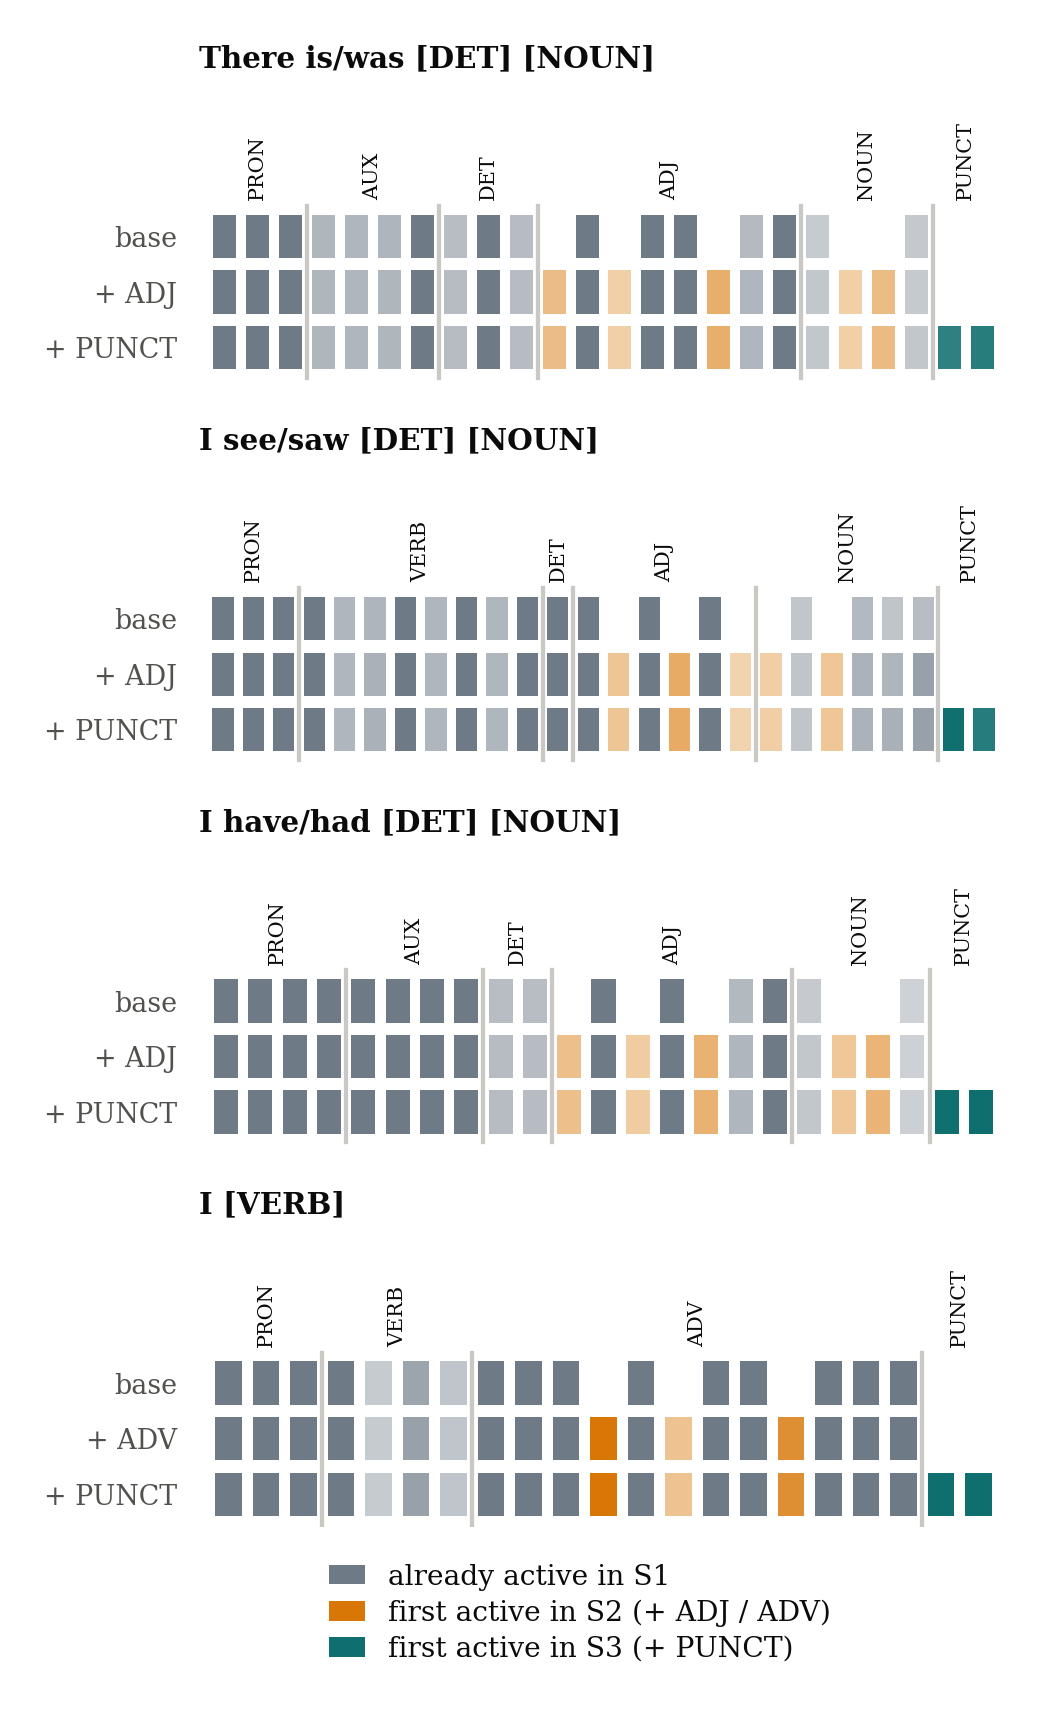 There is/was [DET] [NOUN]
PRON AUX DET ADJ NOUN PUNCT
base
+ ADJ
+ PUNCT
I see/saw [DET] [NOUN]
PRON VERB DET ADJ NOUN PUNCT
base
+ ADJ
+ PUNCT
I have/had [DET] [NOUN]
PRON AUX DET ADJ NOUN PUNCT
base
+ ADJ
+ PUNCT
I [VERB]
PRON VERB ADV PUNCT
base
+ ADV
+ PUNCT
already active in S1
first active in S2 (+ ADJ / ADV)
first active in S3 (+ PUNCT)